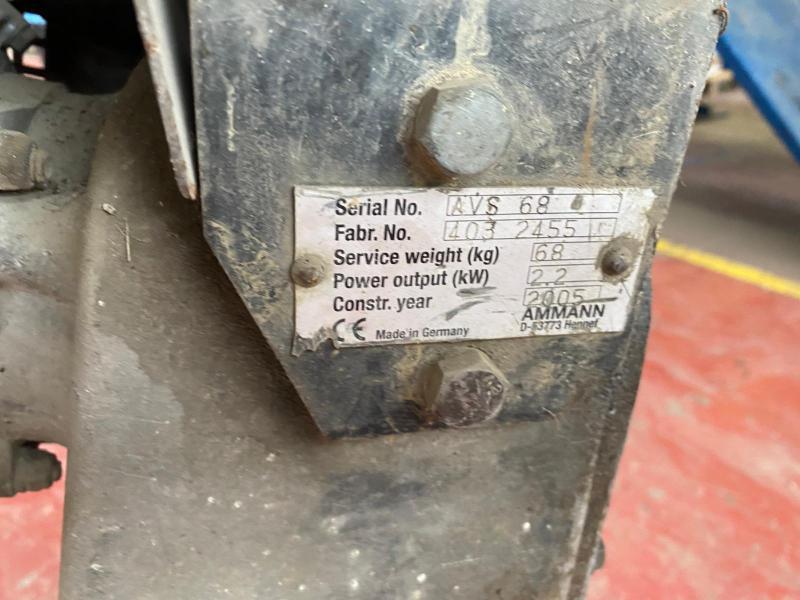 Serial No. AVS 68
Fabr. No. 403 2455
Service weight (kg) 68
Power output (kW) 2.2
Constr. year 2005
AMMANN
CE Made in Germany D-53773 Hennef